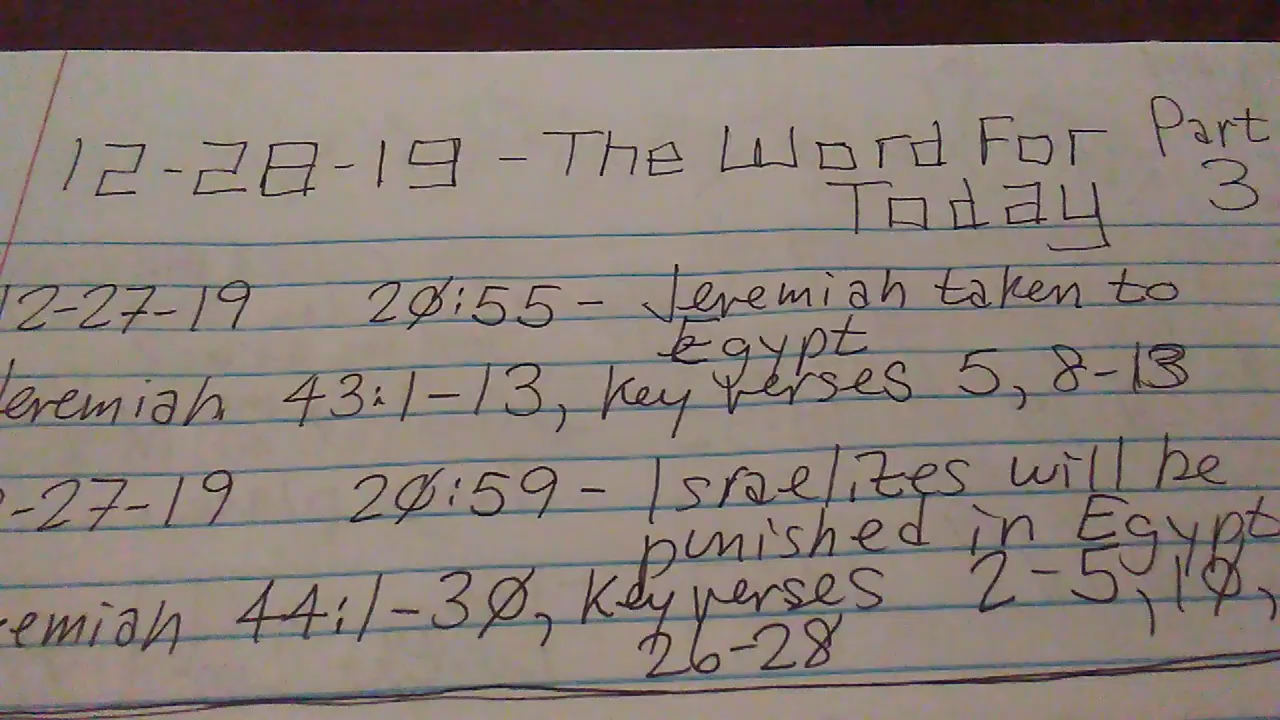 12-28-19 - The Word For Part
Today 3
12-27-19 20:55 - Jeremiah taken to
Egypt
Jeremiah 43:1-13, key verses 5, 8-13
-27-19 20:59 - Israelites will be
punished in Egypt
emiah 44:1-30, key verses 2-5, 10,
26-28